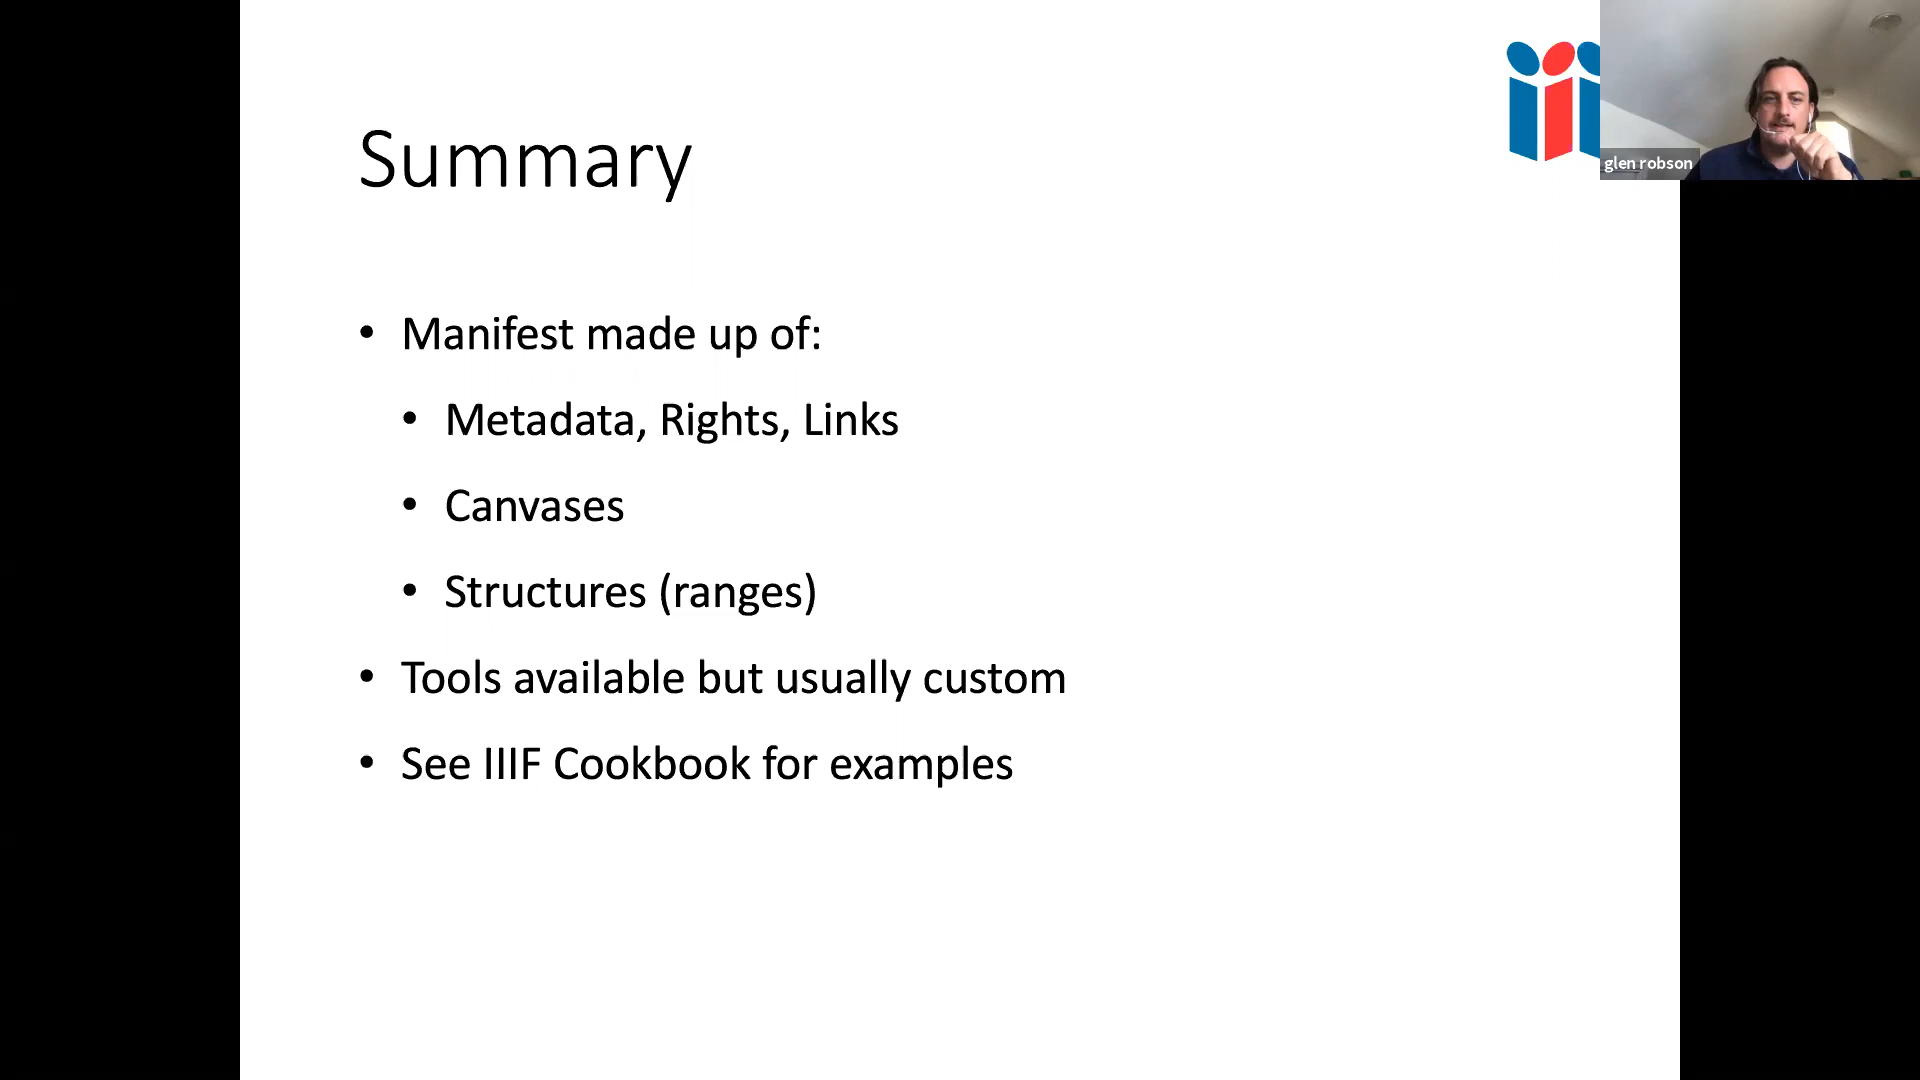 Summary
glen robson
• Manifest made up of:
• Metadata, Rights, Links
• Canvases
• Structures (ranges)
• Tools available but usually custom
• See IIIF Cookbook for examples